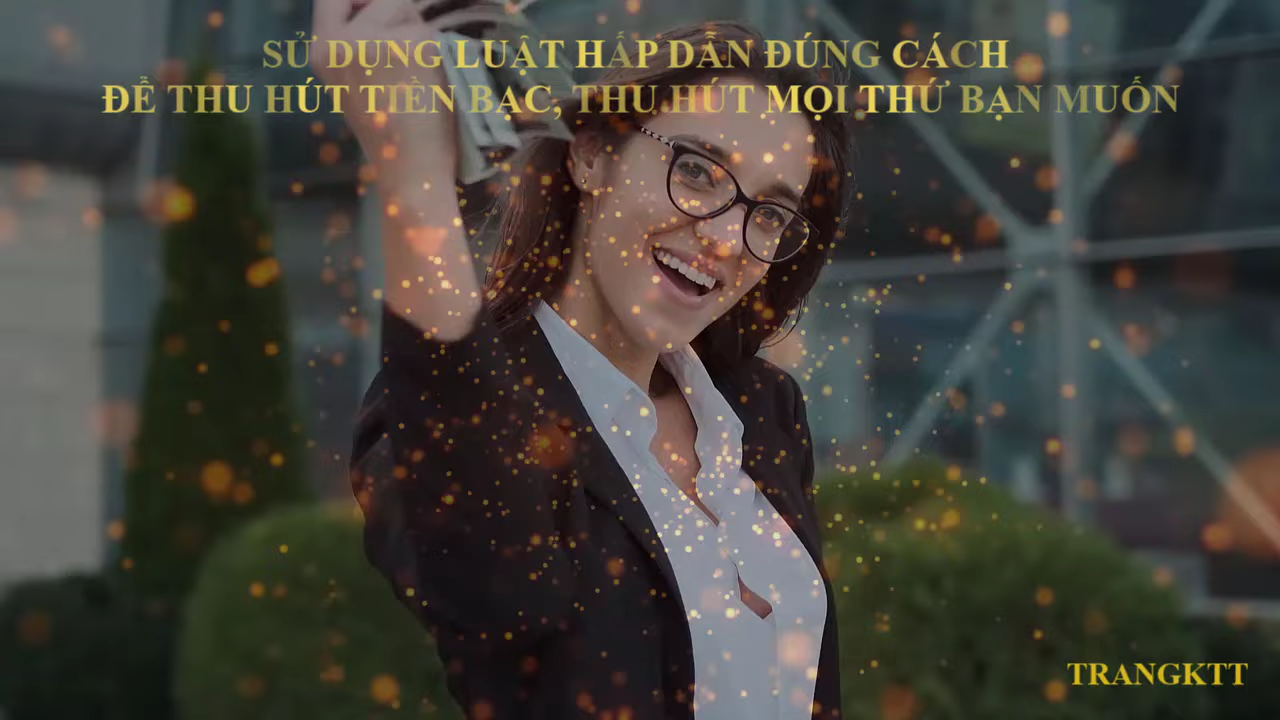 SỬ DỤNG LUẬT HẤP DẪN ĐÚNG CÁCH
ĐỂ THU HÚT TIỀN BẠC, THU HÚT MỌI THỨ BẠN MUỐN
TRANGKTT